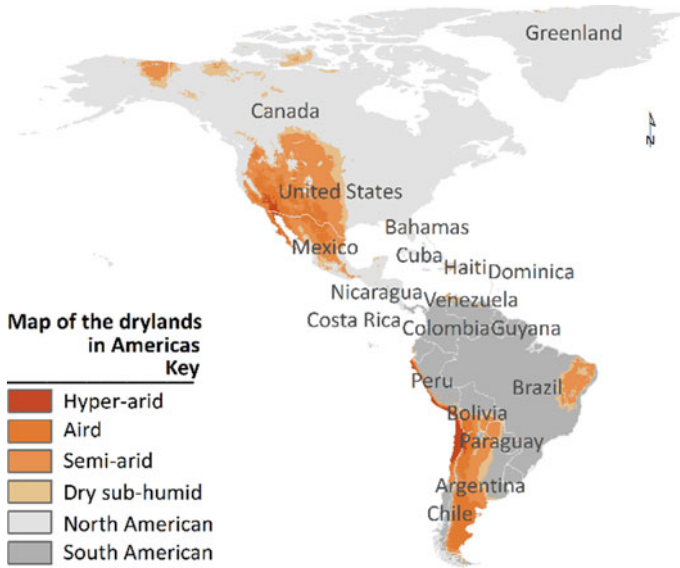 Greenland
N
Canada
United States
Bahamas
Mexico
Cuba
Haiti Dominica
Nicaragua Venezuela
Costa Rica Colombia Guyana
Map of the drylands
in Americas
Key
Peru
Brazil
Hyper-arid
Bolivia
Aird
Paraguay
Semi-arid
Dry sub-humid
Argentina
North American
Chile
South American